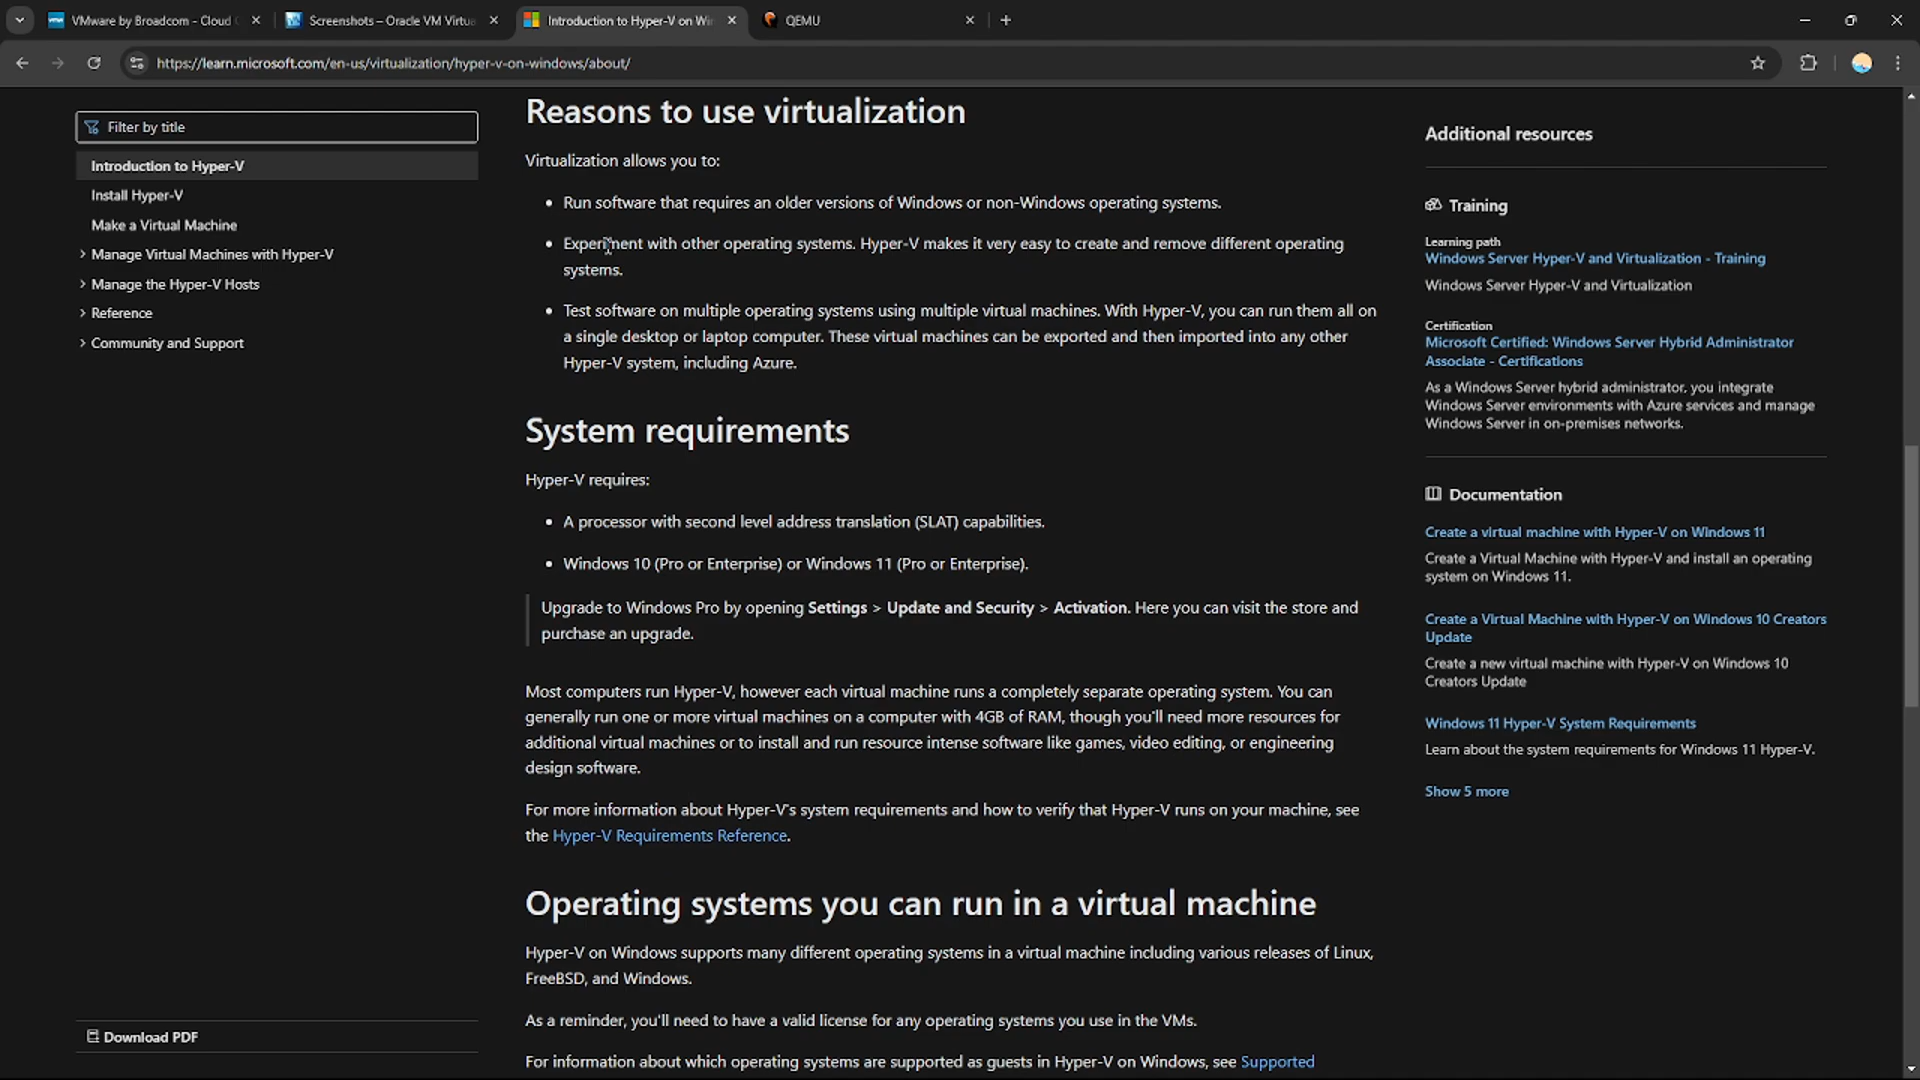 VMware by Broadcom - Cloud
Screenshots – Oracle VM Virtu
Introduction to Hyper-V on Wi
QEMU
https://learn.microsoft.com/en-us/virtualization/hyper-v-on-windows/about/
Filter by title
Introduction to Hyper-V
Install Hyper-V
Make a Virtual Machine
Manage Virtual Machines with Hyper-V
Manage the Hyper-V Hosts
Reference
Community and Support
Download PDF
Reasons to use virtualization
Virtualization allows you to:
• Run software that requires an older versions of Windows or non-Windows operating systems.
• Experiment with other operating systems. Hyper-V makes it very easy to create and remove different operating
systems.
• Test software on multiple operating systems using multiple virtual machines. With Hyper-V, you can run them all on
a single desktop or laptop computer. These virtual machines can be exported and then imported into any other
Hyper-V system, including Azure.
System requirements
Hyper-V requires:
• A processor with second level address translation (SLAT) capabilities.
• Windows 10 (Pro or Enterprise) or Windows 11 (Pro or Enterprise).
Upgrade to Windows Pro by opening Settings > Update and Security > Activation. Here you can visit the store and
purchase an upgrade.
Most computers run Hyper-V, however each virtual machine runs a completely separate operating system. You can
generally run one or more virtual machines on a computer with 4GB of RAM, though you'll need more resources for
additional virtual machines or to install and run resource intense software like games, video editing, or engineering
design software.
For more information about Hyper-V's system requirements and how to verify that Hyper-V runs on your machine, see
the Hyper-V Requirements Reference.
Operating systems you can run in a virtual machine
Hyper-V on Windows supports many different operating systems in a virtual machine including various releases of Linux,
FreeBSD, and Windows.
As a reminder, you'll need to have a valid license for any operating systems you use in the VMs.
For information about which operating systems are supported as guests in Hyper-V on Windows, see Supported
Additional resources
Training
Learning path
Windows Server Hyper-V and Virtualization - Training
Windows Server Hyper-V and Virtualization
Certification
Microsoft Certified: Windows Server Hybrid Administrator
Associate - Certifications
As a Windows Server hybrid administrator, you integrate
Windows Server environments with Azure services and manage
Windows Server in on-premises networks.
Documentation
Create a virtual machine with Hyper-V on Windows 11
Create a Virtual Machine with Hyper-V and install an operating
system on Windows 11.
Create a Virtual Machine with Hyper-V on Windows 10 Creators
Update
Create a new virtual machine with Hyper-V on Windows 10
Creators Update
Windows 11 Hyper-V System Requirements
Learn about the system requirements for Windows 11 Hyper-V.
Show 5 more